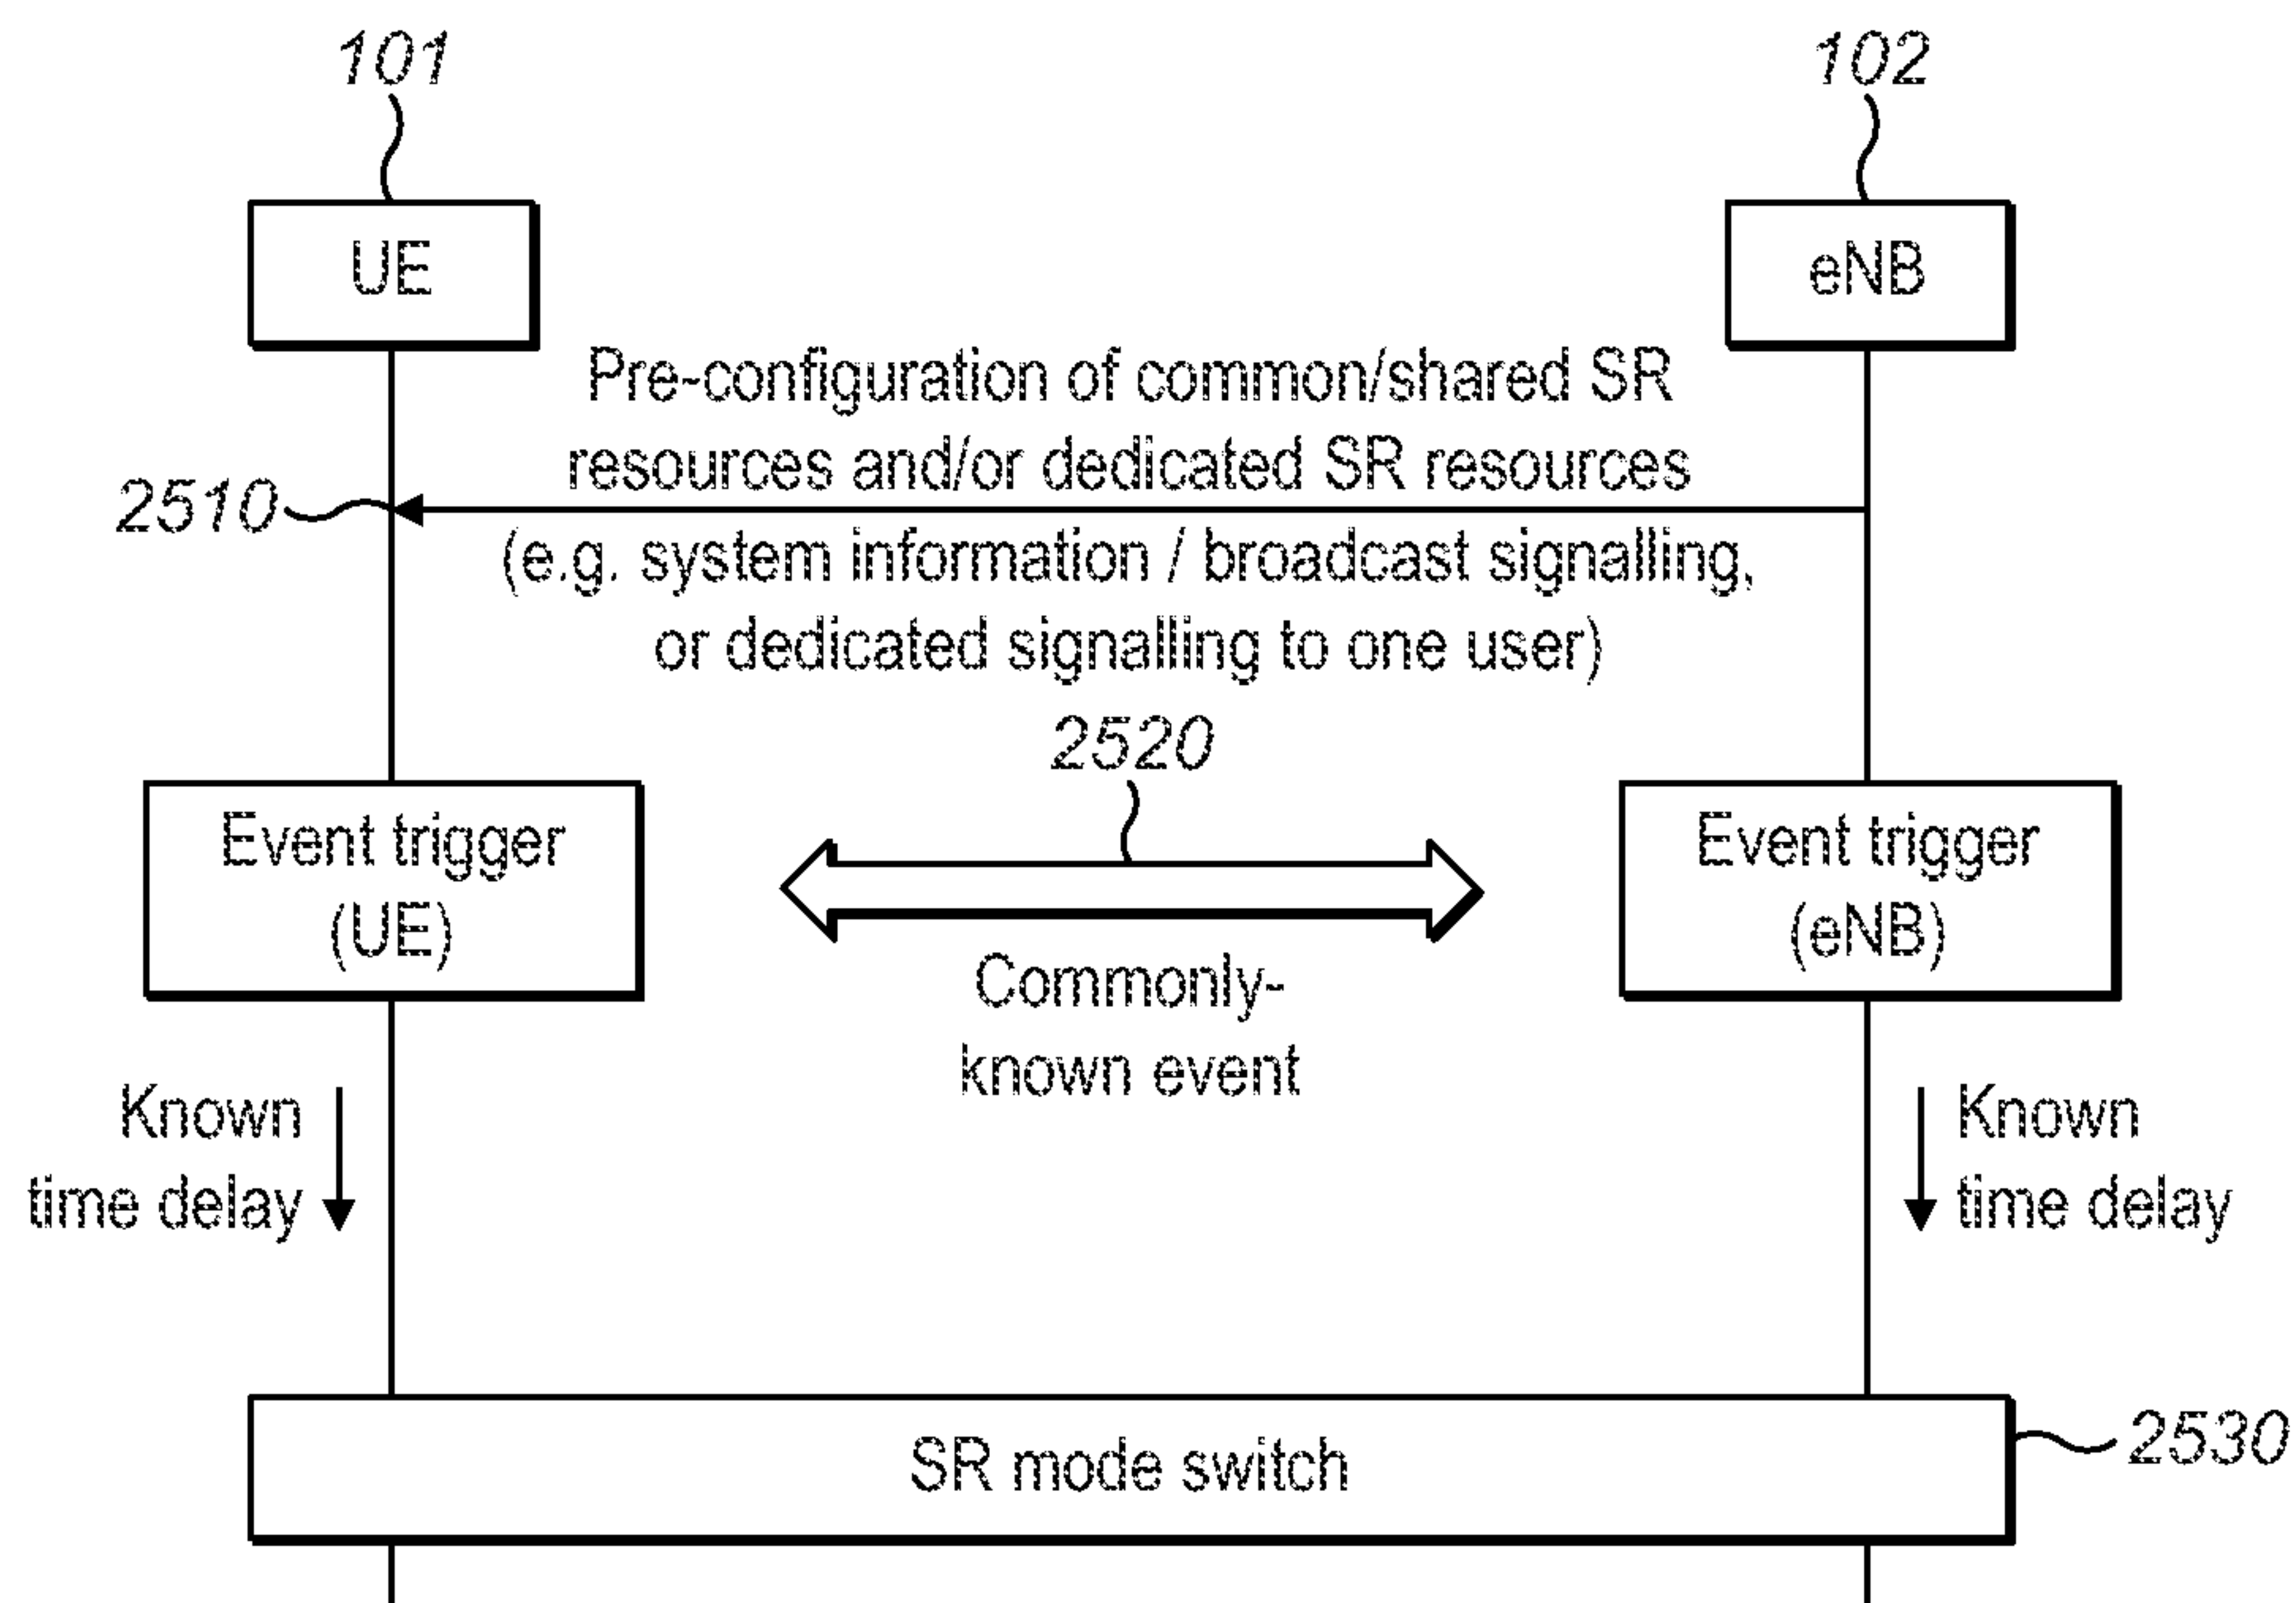 101
102
UE
eNB
Pre-configuration of common/shared SR
resources and/or dedicated SR resources
2510
(e.g. system information / broadcast signalling,
or dedicated signalling to one user)
2520
Event trigger
(UE)
Event trigger
(eNB)
Commonly-
known event
Known
time delay
Known
time delay
SR mode switch
2530